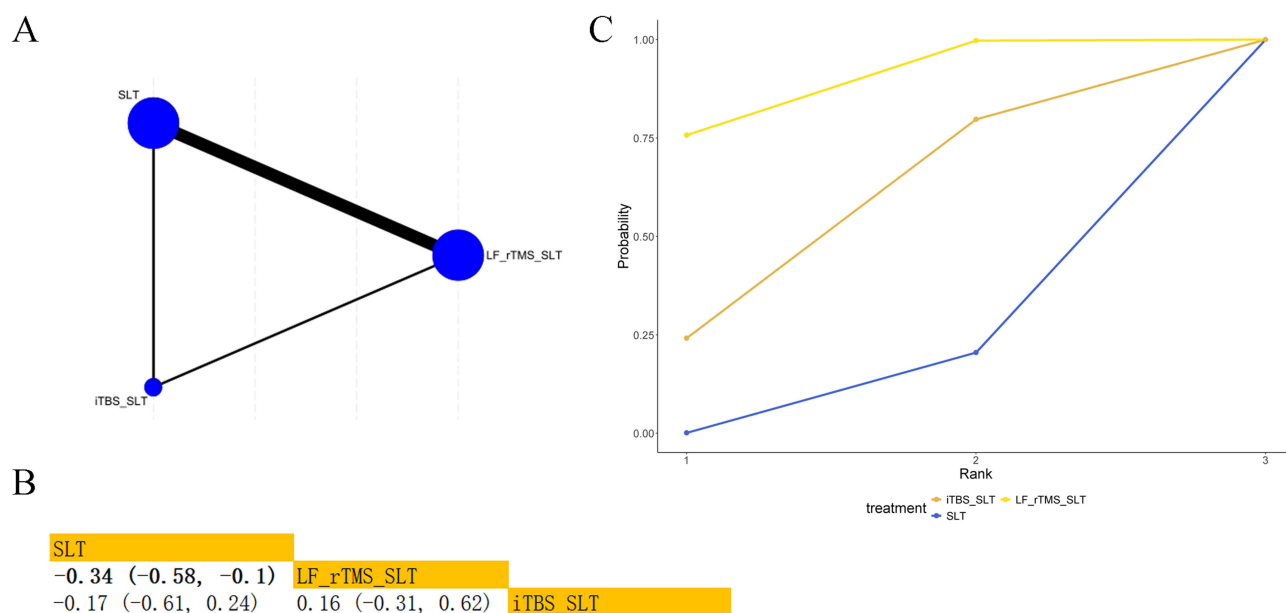 A
SLT
LF_rTMS_SLT
iTBS_SLT
B
SLT
-0.34 (-0.58, -0.1) LF_rTMS_SLT
-0.17 (-0.61, 0.24) 0.16 (-0.31, 0.62) iTBS_SLT
C
1.00
0.75
0.50
0.25
0.00
Probability
1 2 3
Rank
treatment iTBS_SLT LF_rTMS_SLT
SLT